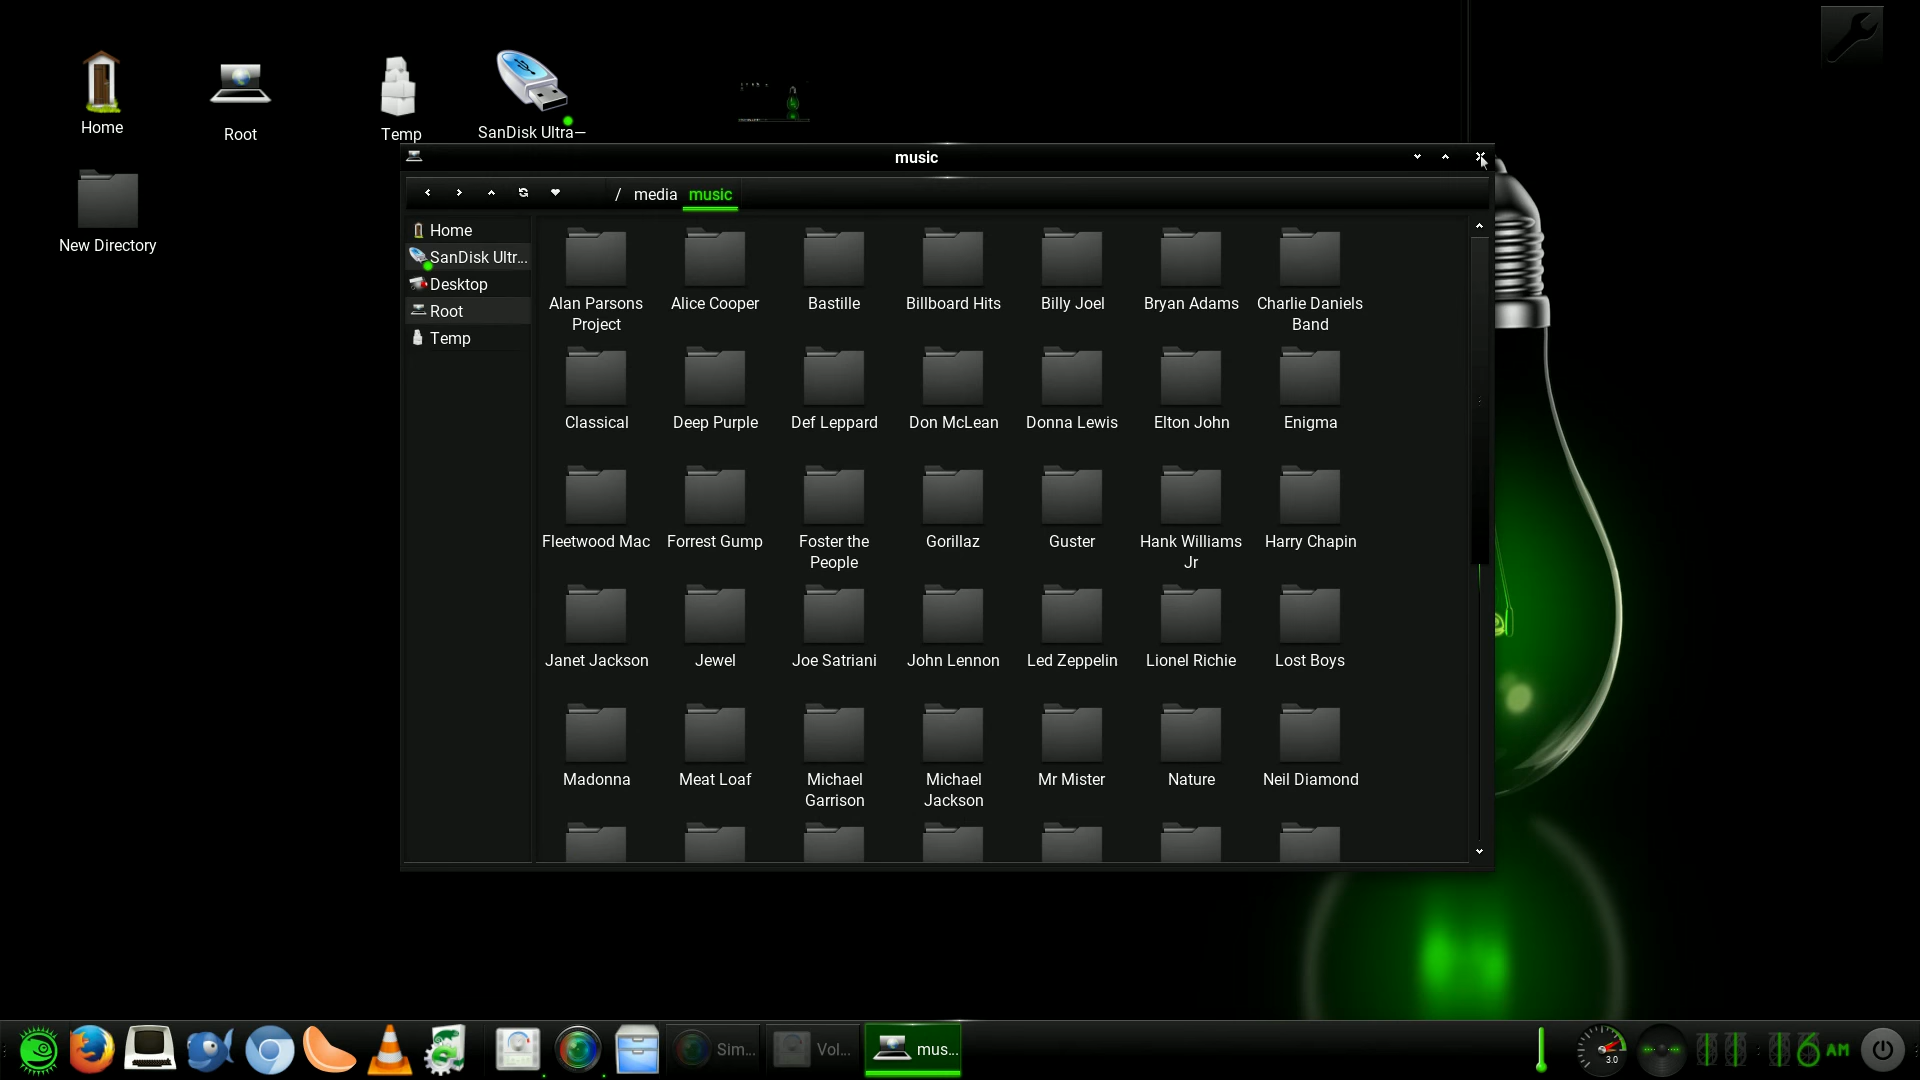 Home
Root
Temp
SanDisk Ultra—
New Directory
music
/ media music
Home
SanDisk Ultr...
Desktop
Root
Temp
Alan Parsons
Project
Alice Cooper
Bastille
Billboard Hits
Billy Joel
Bryan Adams
Charlie Daniels
Band
Classical
Deep Purple
Def Leppard
Don McLean
Donna Lewis
Elton John
Enigma
Fleetwood Mac
Forrest Gump
Foster the
People
Gorillaz
Guster
Hank Williams
Jr
Harry Chapin
Janet Jackson
Jewel
Joe Satriani
John Lennon
Led Zeppelin
Lionel Richie
Lost Boys
Madonna
Meat Loaf
Michael
Garrison
Michael
Jackson
Mr Mister
Nature
Neil Diamond
Sim...
Vol...
mus...
3.0
11 : 16 AM